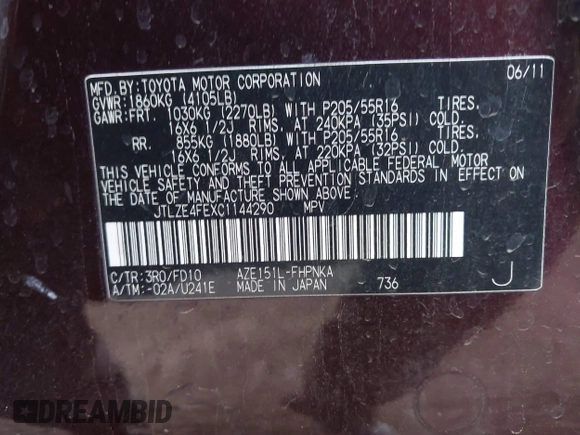 MFD. BY: TOYOTA MOTOR CORPORATION 06/11
GVWR: 1860KG (4105LB)
GAWR: FRT. 1030KG (2270LB) WITH P205/55R16 TIRES,
16X6 1/2J RIMS, AT 240KPA (35PSI) COLD.
RR. 855KG (1880LB) WITH P205/55R16 TIRES,
16X6 1/2J RIMS, AT 220KPA (32PSI) COLD.
THIS VEHICLE CONFORMS TO ALL APPLICABLE FEDERAL MOTOR
VEHICLE SAFETY AND THEFT PREVENTION STANDARDS IN EFFECT ON
THE DATE OF MANUFACTURE SHOWN ABOVE.
JTLZE4FEXC1144290 MPV
C/TR: 3R0/FD10 AZE151L-FHPNKA
A/TM: -02A/U241E MADE IN JAPAN 736 J
DREAMBID